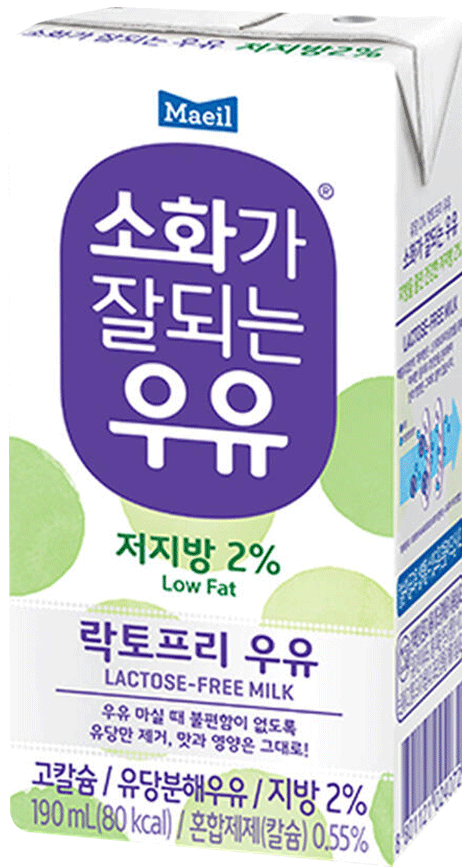 소화가 잘되는 우유 저지방 2%
Maeil
®
소화가
잘되는
우유
저지방 2%
Low Fat
락토프리 우유
LACTOSE-FREE MILK
우유 마실 때 불편함이 없도록
유당만 제거, 맛과 영양은 그대로!
고칼슘 / 유당분해우유 / 지방 2%
190 mL(80 kcal) / 혼합제제(칼슘) 0.55%
소화가 잘되는 우유
LACTOSE-FREE MILK